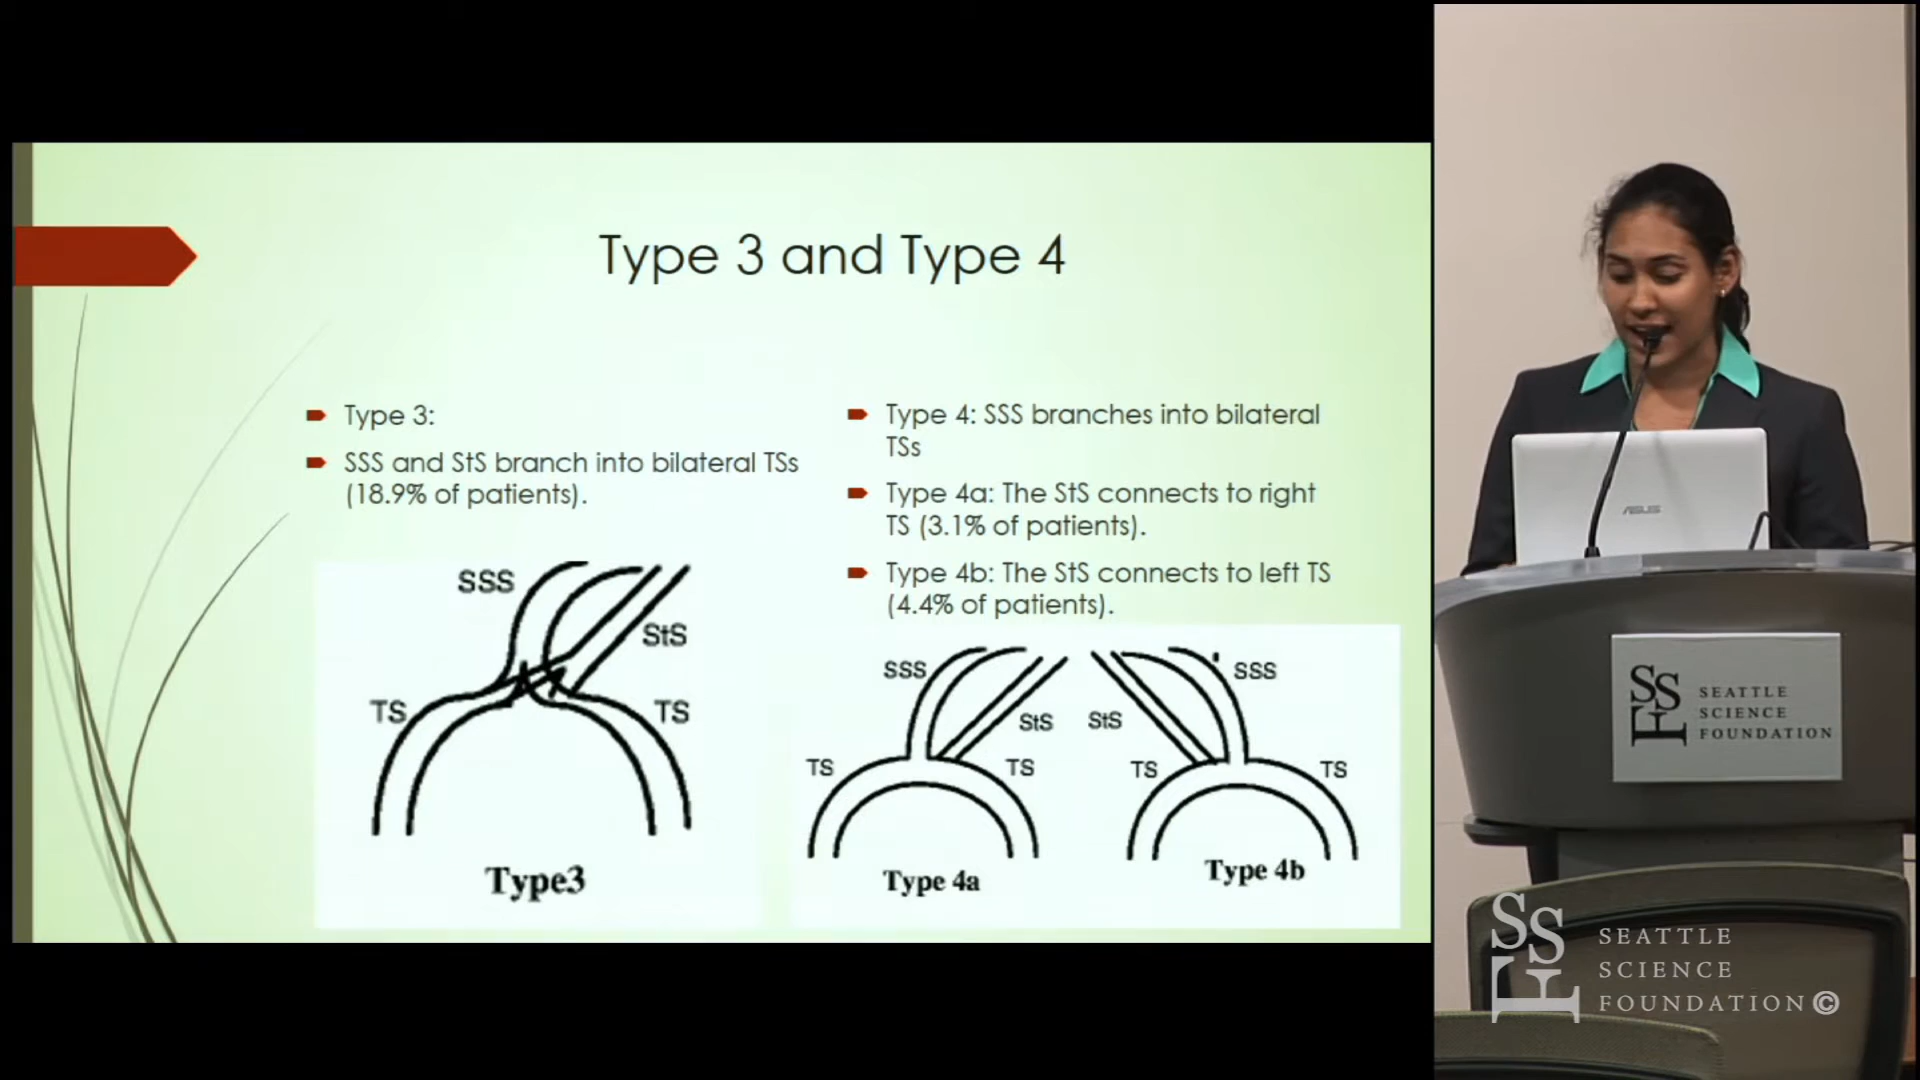 Type 3 and Type 4
Type 3:
SSS and StS branch into bilateral TSs
(18.9% of patients).
SSS
StS
TS
TS
Type3
Type 4: SSS branches into bilateral
TSs
Type 4a: The StS connects to right
TS (3.1% of patients).
Type 4b: The StS connects to left TS
(4.4% of patients).
SSS
StS
TS
TS
Type 4a
SSS
StS
TS
TS
Type 4b
ASUS
SSF
SEATTLE
SCIENCE
FOUNDATION
SSF
SEATTLE
SCIENCE
FOUNDATION©